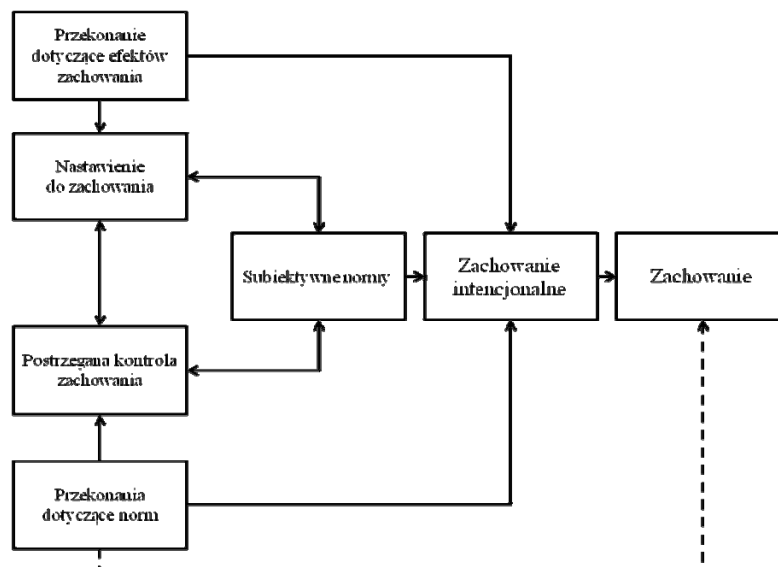 Przekonanie
dotyczące efektów
zachowania
Nastawienie
do zachowania
Subiektywne normy
Zachowanie
intencjonalne
Zachowanie
Postrzegana kontrola
zachowania
Przekonania
dotyczące norm